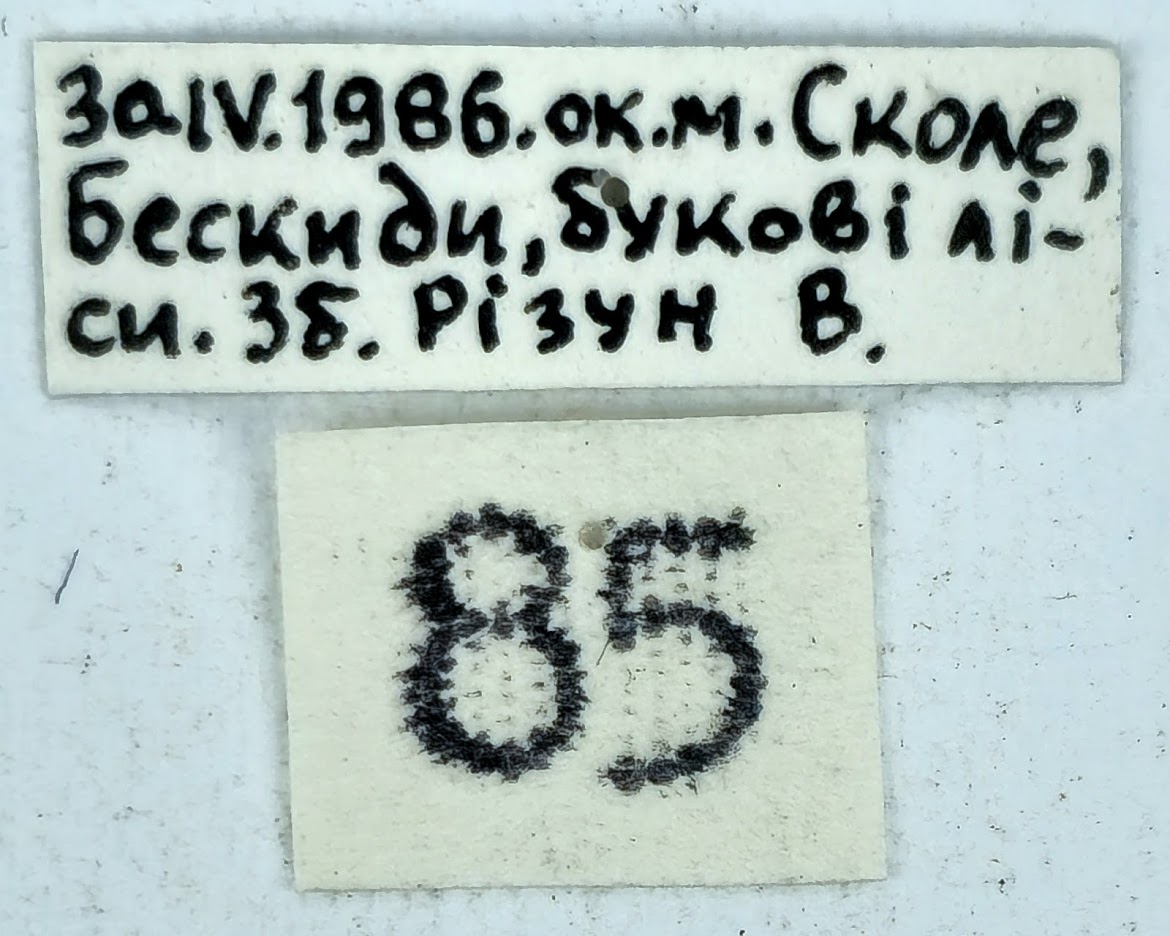 30.IV.1986. ок. м. Сколе,
Бескиди, букові лі-
си. Зб. Різун В.
85